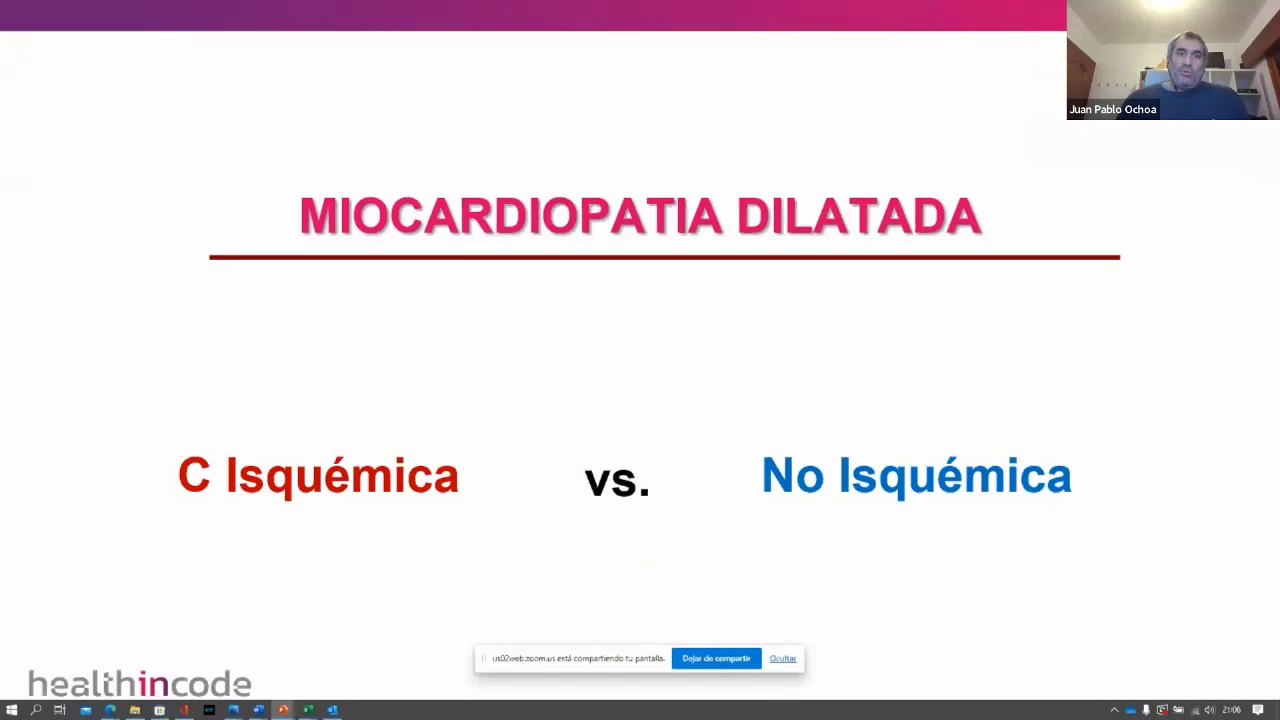 Juan Pablo Ochoa
MIOCARDIOPATIA DILATADA
C Isquémica vs. No Isquémica
us02web.zoom.us está compartiendo tu pantalla. Dejar de compartir Ocultar
healthincode
21:06